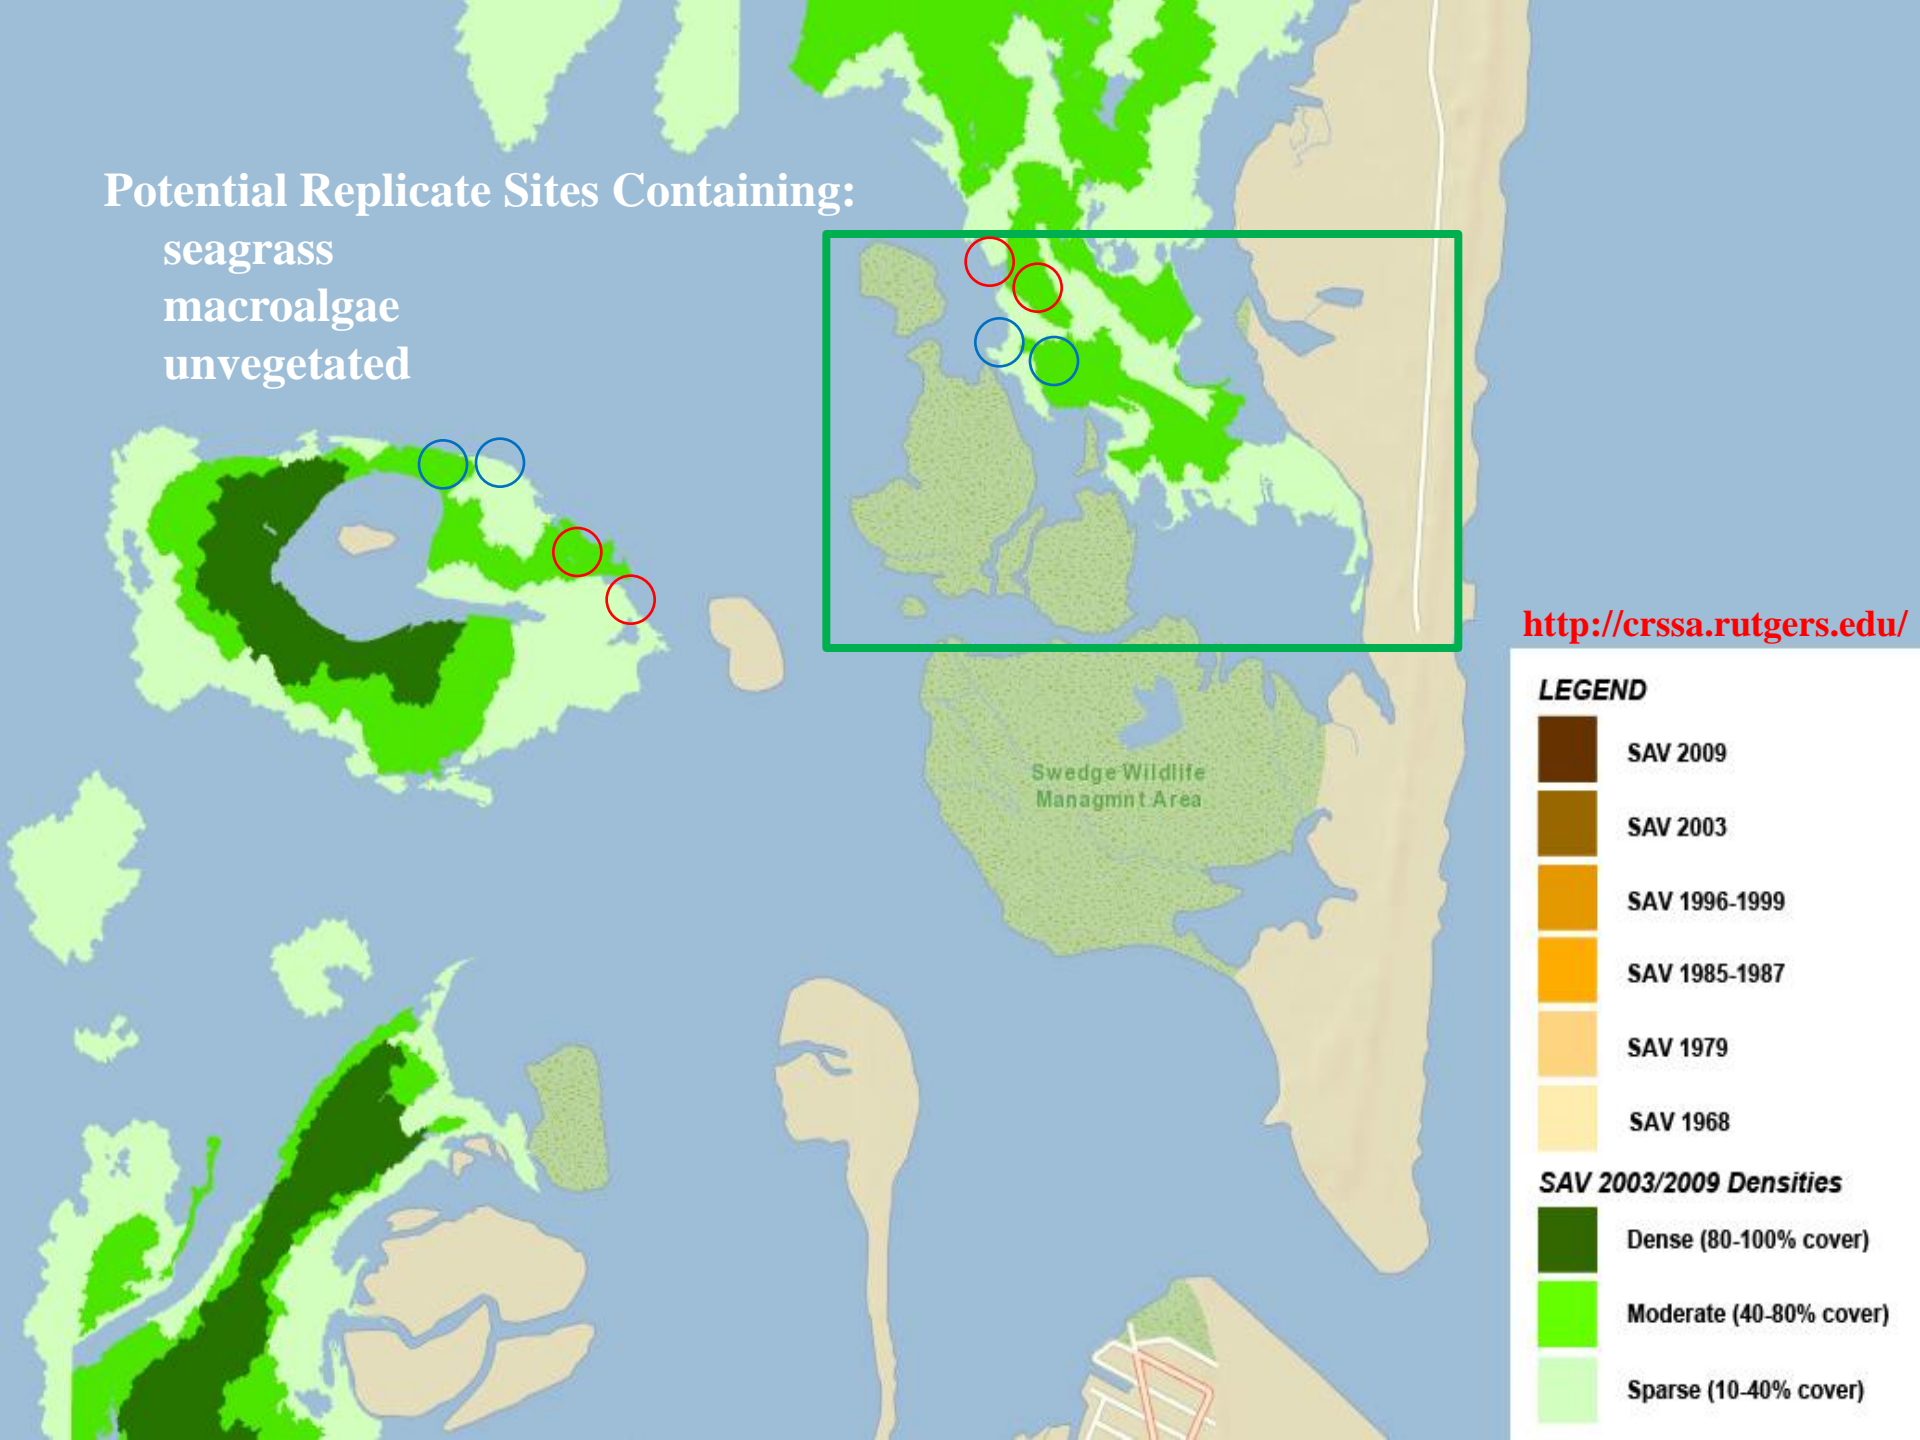 Potential Replicate Sites Containing:
seagrass
macroalgae
unvegetated
Swedge Wildlife
Managmnt Area
http://crssa.rutgers.edu/
LEGEND
SAV 2009
SAV 2003
SAV 1996-1999
SAV 1985-1987
SAV 1979
SAV 1968
SAV 2003/2009 Densities
Dense (80-100% cover)
Moderate (40-80% cover)
Sparse (10-40% cover)